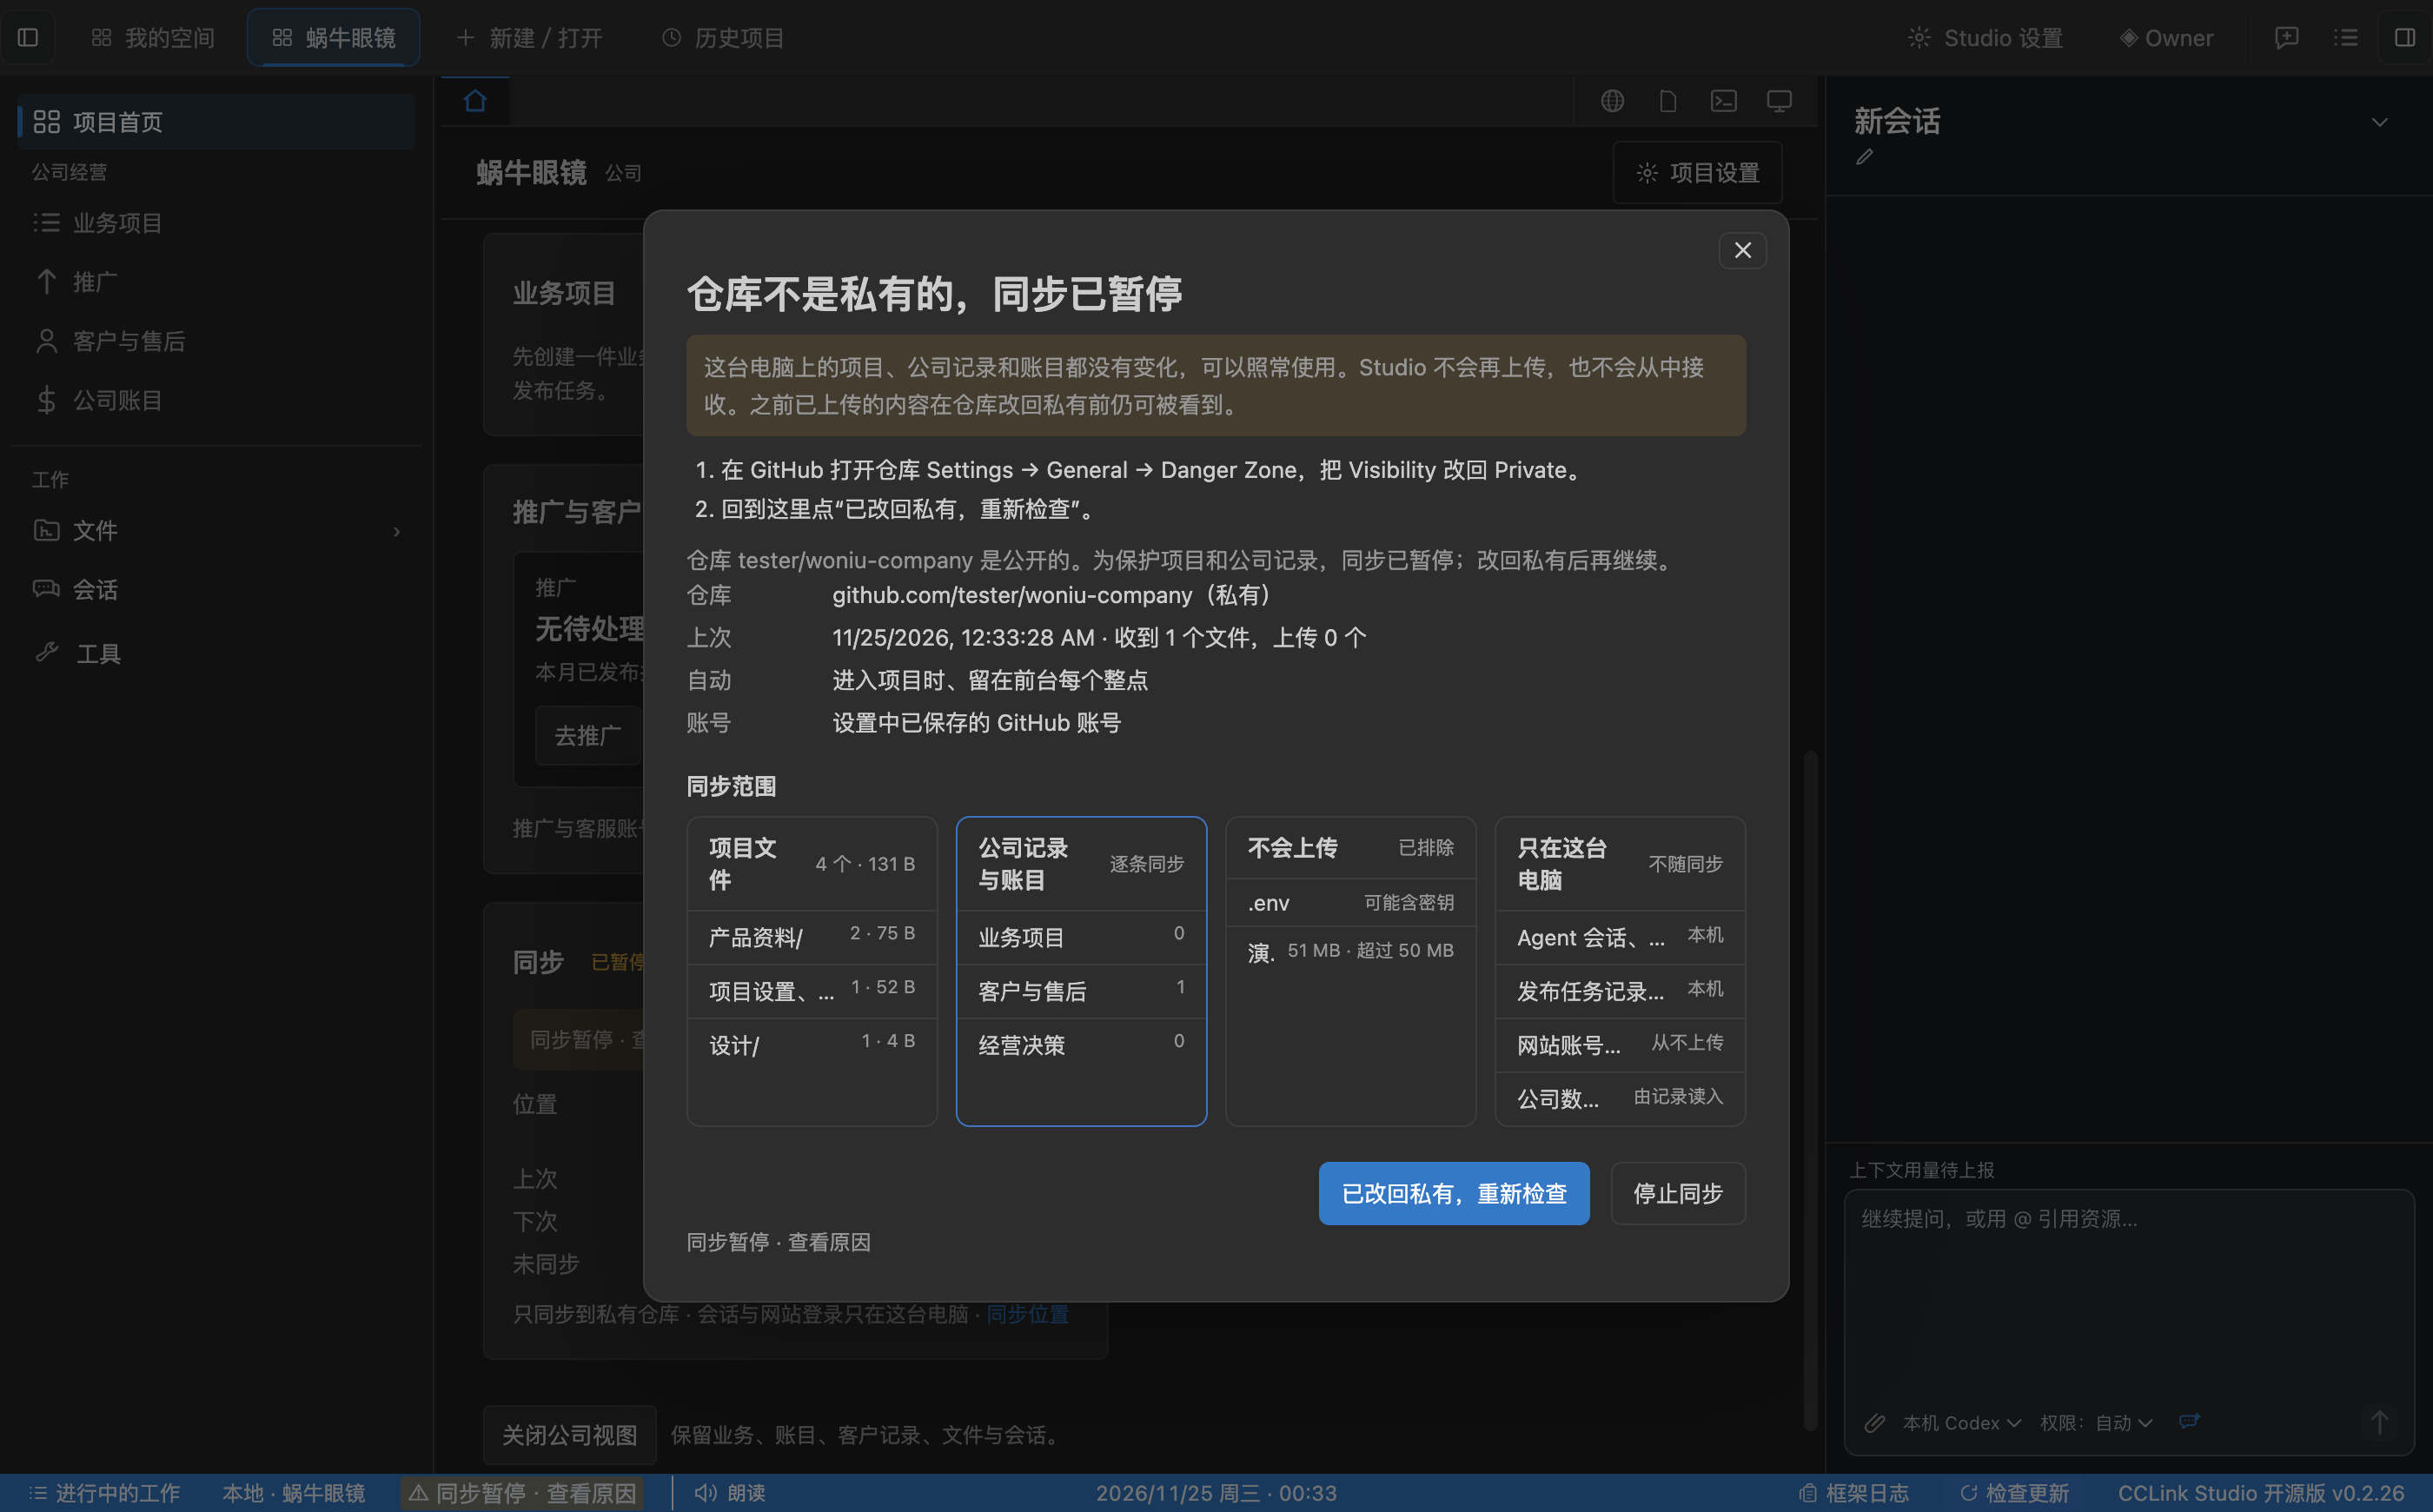 我的空间
蜗牛眼镜
新建 / 打开
历史项目
Studio 设置
Owner
项目首页
公司经营
业务项目
推广
客户与售后
公司账目
工作
文件
会话
工具
蜗牛眼镜 公司
项目设置
业务项目
先创建一件业
发布任务。
推广与客户
推广
无待处理
本月已发布
去推广
推广与客服账
同步 已暂停
同步暂停 · 查
位置
上次
下次
未同步
只同步到私有仓库 · 会话与网站登录只在这台电脑 · 同步位置
关闭公司视图 保留业务、账目、客户记录、文件与会话。
仓库不是私有的，同步已暂停
这台电脑上的项目、公司记录和账目都没有变化，可以照常使用。Studio 不会再上传，也不会从中接
收。之前已上传的内容在仓库改回私有前仍可被看到。
1. 在 GitHub 打开仓库 Settings → General → Danger Zone，把 Visibility 改回 Private。
2. 回到这里点“已改回私有，重新检查”。
仓库 tester/woniu-company 是公开的。为保护项目和公司记录，同步已暂停；改回私有后再继续。
仓库 github.com/tester/woniu-company（私有）
上次 11/25/2026, 12:33:28 AM · 收到 1 个文件，上传 0 个
自动 进入项目时、留在前台每个整点
账号 设置中已保存的 GitHub 账号
同步范围
项目文件 4 个 · 131 B
产品资料/ 2 · 75 B
项目设置、... 1 · 52 B
设计/ 1 · 4 B
公司记录与账目 逐条同步
业务项目 0
客户与售后 1
经营决策 0
不会上传 已排除
.env 可能含密钥
演. 51 MB · 超过 50 MB
只在这台电脑 不随同步
Agent 会话、... 本机
发布任务记录... 本机
网站账号... 从不上传
公司数... 由记录读入
已改回私有，重新检查
停止同步
同步暂停 · 查看原因
新会话
上下文用量待上报
继续提问，或用 @ 引用资源...
本机 Codex 权限：自动
进行中的工作
本地 · 蜗牛眼镜
同步暂停 · 查看原因
朗读
2026/11/25 周三 · 00:33
框架日志
检查更新
CCLink Studio 开源版 v0.2.26